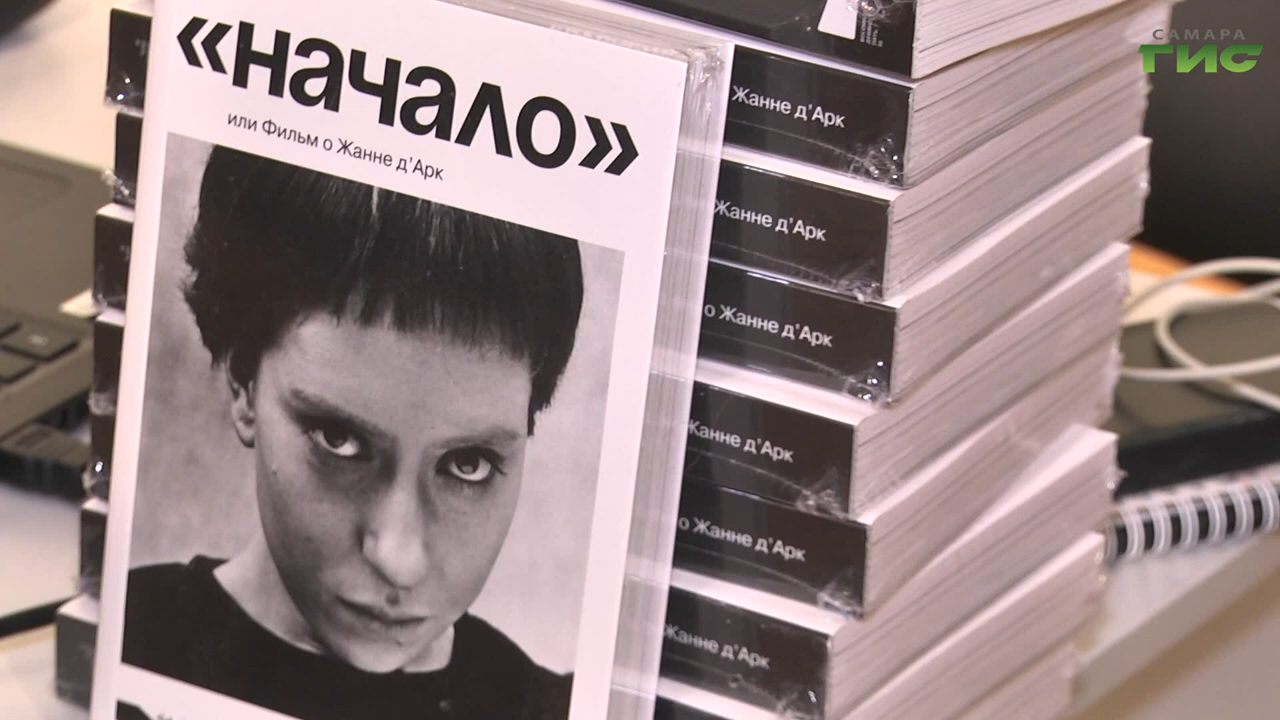 «начало»
или Фильм о Жанне д'Арк
Жанне д'Арк
Жанне д'Арк
о Жанне д'Арк
Жанне д'Арк
о Жанне д'Арк
Жанне д'Арк
САМАРА
ГИС